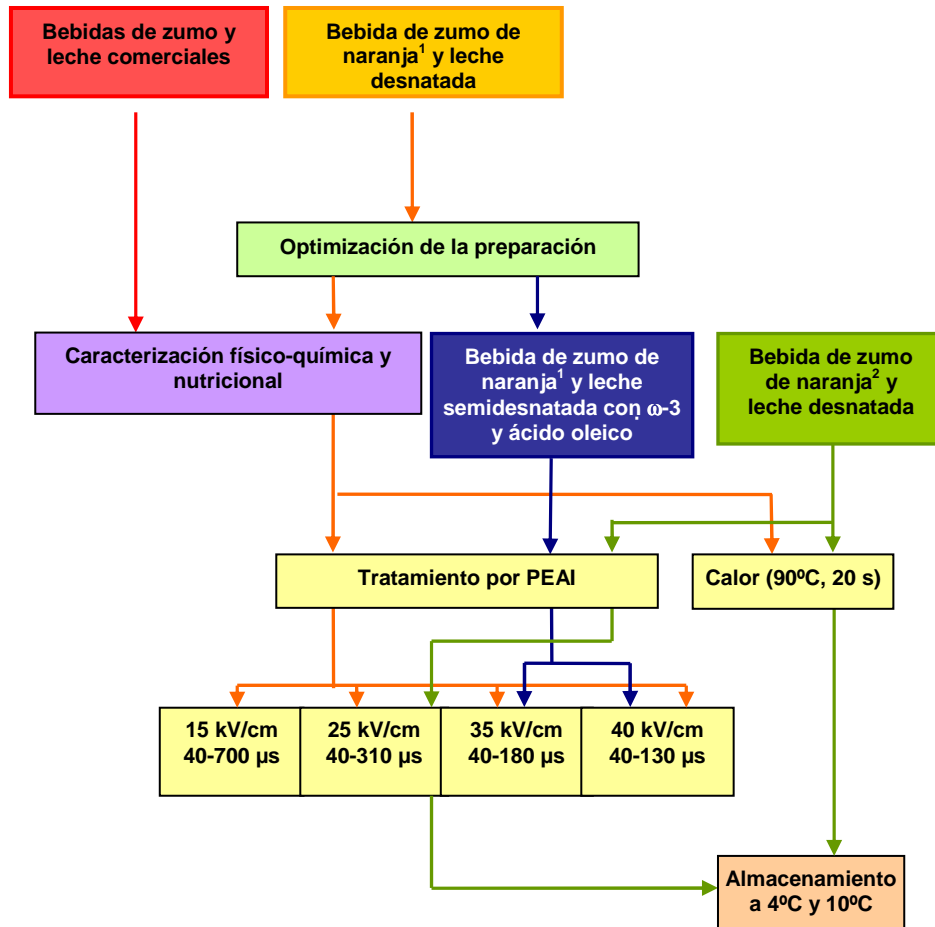 Bebidas de zumo y
leche comerciales
Bebida de zumo de
naranja¹ y leche
desnatada
Optimización de la preparación
Caracterización físico-química y
nutricional
Bebida de zumo de
naranja¹ y leche
semidesnatada con ω-3
y ácido oleico
Bebida de zumo
de naranja² y
leche desnatada
Tratamiento por PEAI
Calor (90ºC, 20 s)
15 kV/cm
40-700 µs
25 kV/cm
40-310 µs
35 kV/cm
40-180 µs
40 kV/cm
40-130 µs
Almacenamiento
a 4ºC y 10ºC